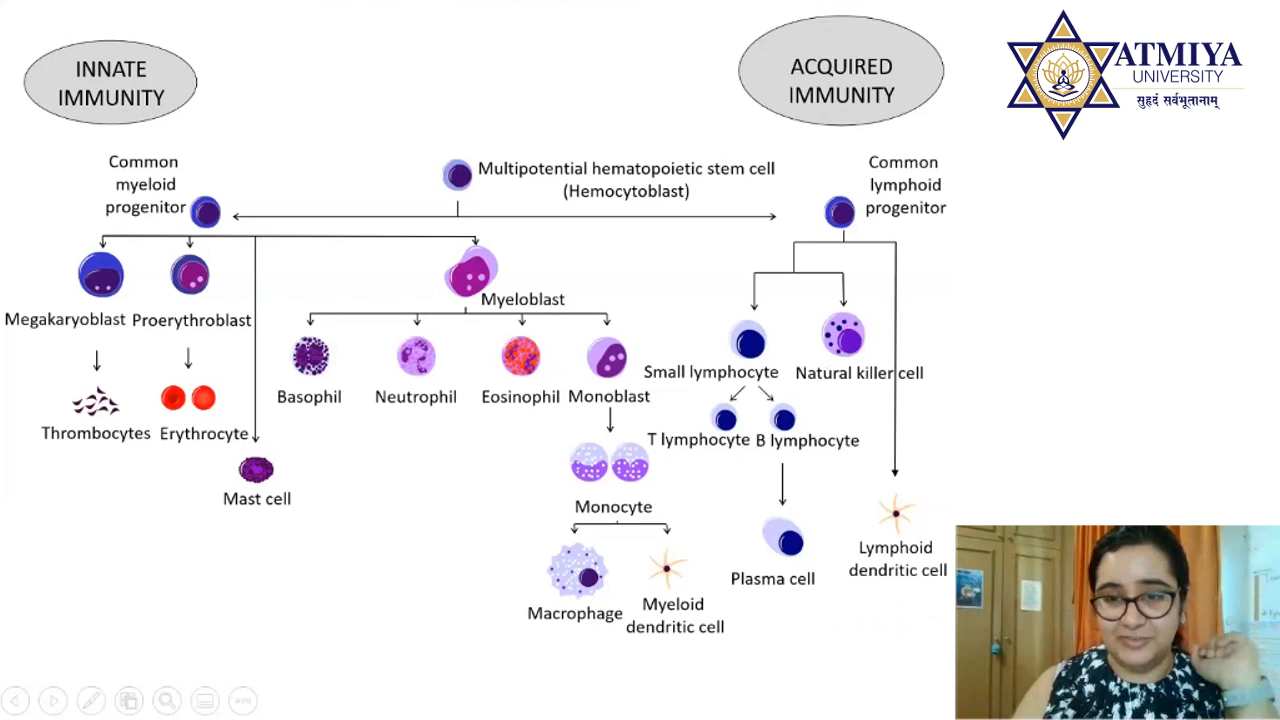 INNATE
IMMUNITY
ACQUIRED
IMMUNITY
ATMIYA
UNIVERSITY
सुहृदं सर्वभूतानाम्
Common
myeloid
progenitor
Multipotential hematopoietic stem cell
(Hemocytoblast)
Common
lymphoid
progenitor
Megakaryoblast
Proerythroblast
Myeloblast
Thrombocytes
Erythrocyte
Mast cell
Basophil
Neutrophil
Eosinophil
Monoblast
Monocyte
Macrophage
Myeloid
dendritic cell
Small lymphocyte
Natural killer cell
T lymphocyte
B lymphocyte
Plasma cell
Lymphoid
dendritic cell